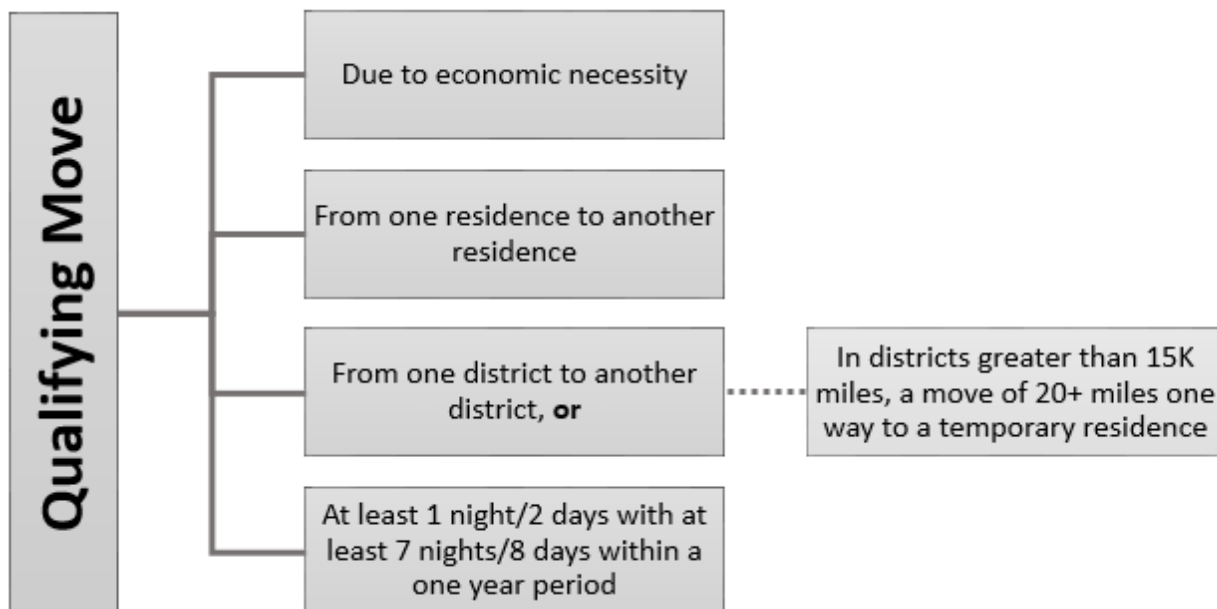 Qualifying Move
Due to economic necessity
From one residence to another
residence
From one district to another
district, or
In districts greater than 15K
miles, a move of 20+ miles one
way to a temporary residence
At least 1 night/2 days with at
least 7 nights/8 days within a
one year period